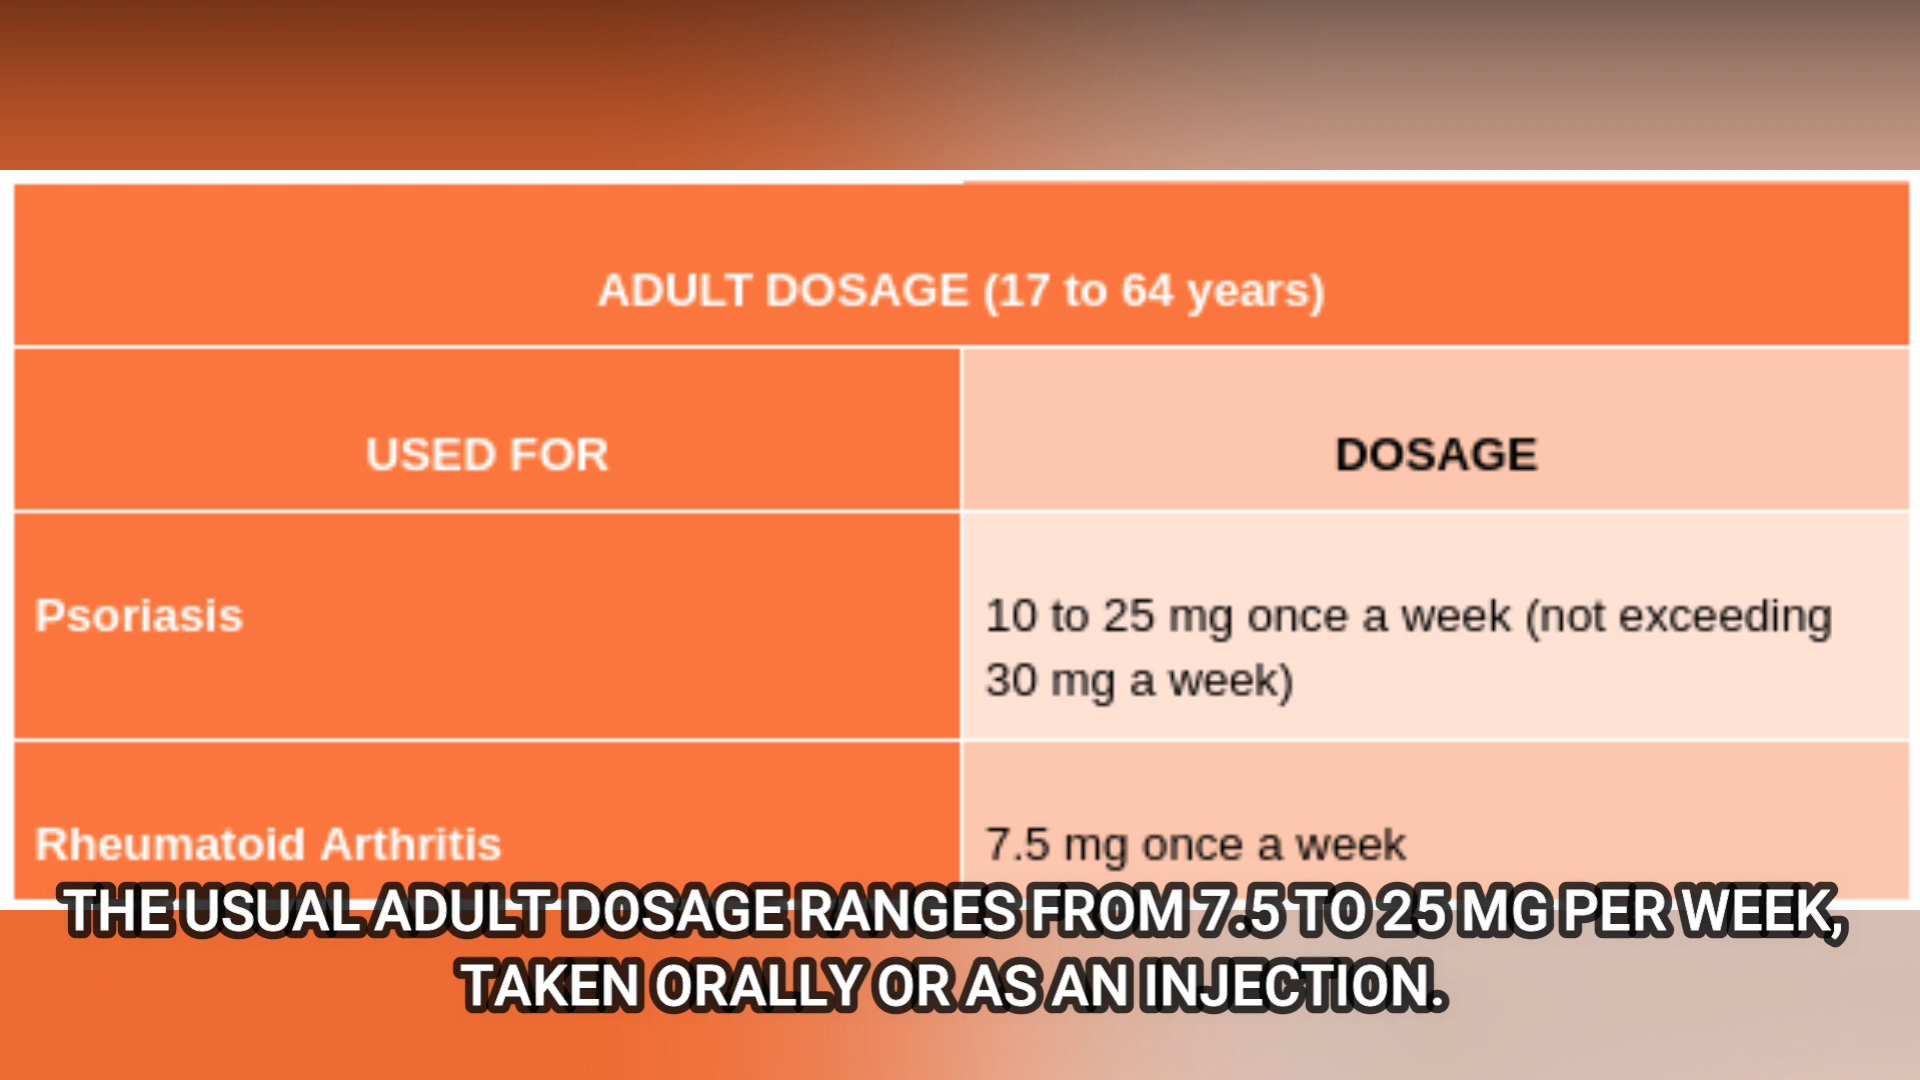 ADULT DOSAGE (17 to 64 years)
USED FOR
DOSAGE
Psoriasis
10 to 25 mg once a week (not exceeding
30 mg a week)
Rheumatoid Arthritis
7.5 mg once a week
THE USUAL ADULT DOSAGE RANGES FROM 7.5 TO 25 MG PER WEEK,
TAKEN ORALLY OR AS AN INJECTION.